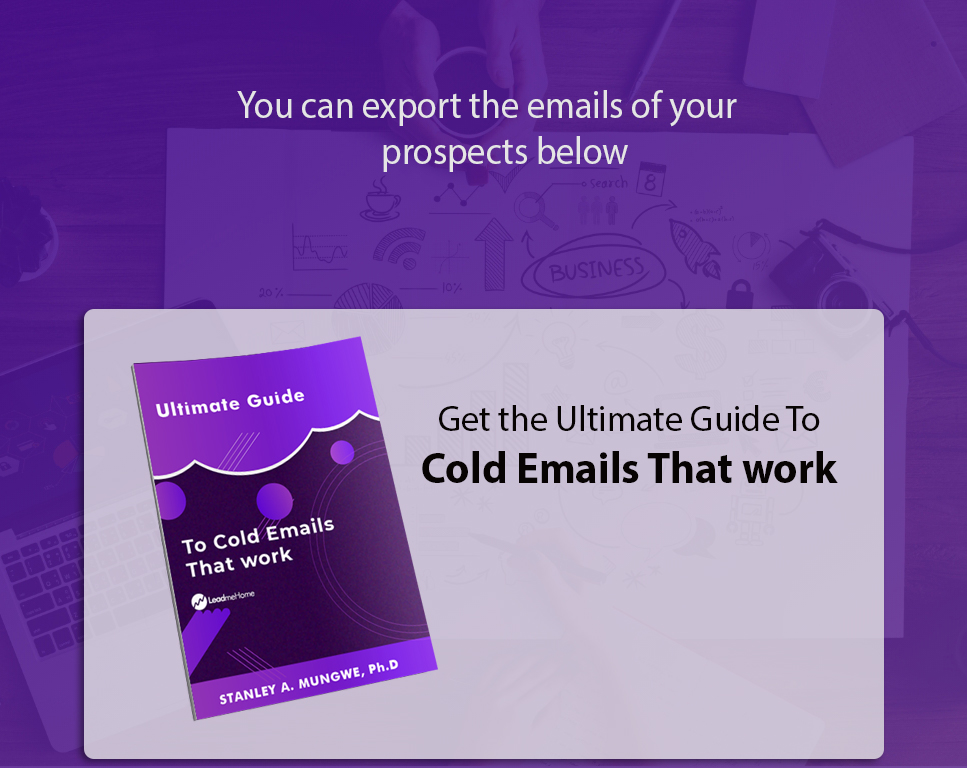 You can export the emails of your
prospects below
search
8
BUSINESS
20%
10%
Get the Ultimate Guide To
Cold Emails That work
Ultimate Guide
To Cold Emails
That work
LeadmeHome
STANLEY A. MUNGWE, Ph.D